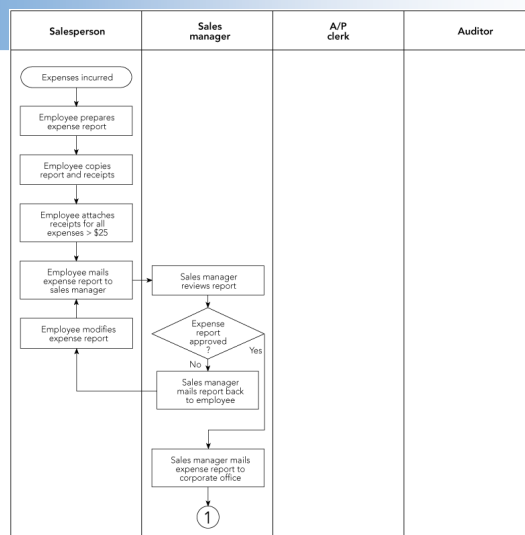 Salesperson
Sales
manager
A/P
clerk
Auditor
Expenses incurred
Employee prepares
expense report
Employee copies
report and receipts
Employee attaches
receipts for all
expenses > $25
Employee mails
expense report to
sales manager
Sales manager
reviews report
Employee modifies
expense report
Expense
report
approved
?
Yes
No
Sales manager
mails report back
to employee
Sales manager mails
expense report to
corporate office
1